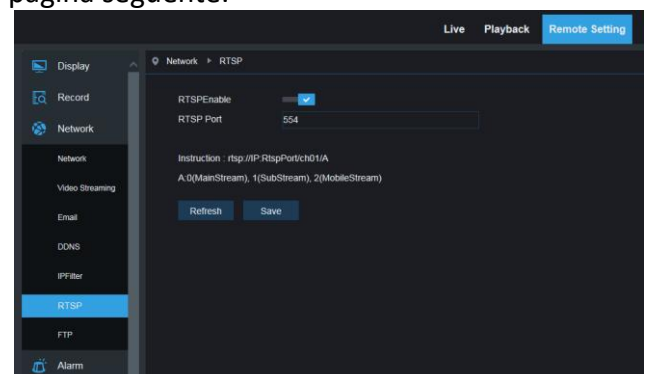 pagina seguente:
Live Playback Remote Setting
Display
Network ▸ RTSP
Record
RTSPEnable
RTSP Port 554
Network
Network
Instruction : rtsp://IP:RtspPort/ch01/A
A:0(MainStream), 1(SubStream), 2(MobileStream)
Video Streaming
Refresh Save
Email
DDNS
IPFilter
RTSP
FTP
Alarm